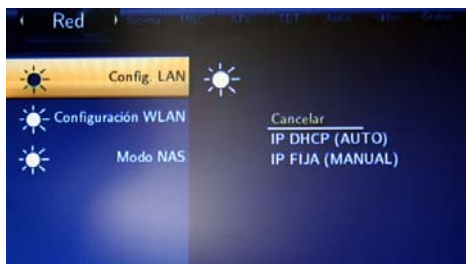 Red
Config. LAN
Configuración WLAN
Modo NAS
Cancelar
IP DHCP (AUTO)
IP FIJA (MANUAL)